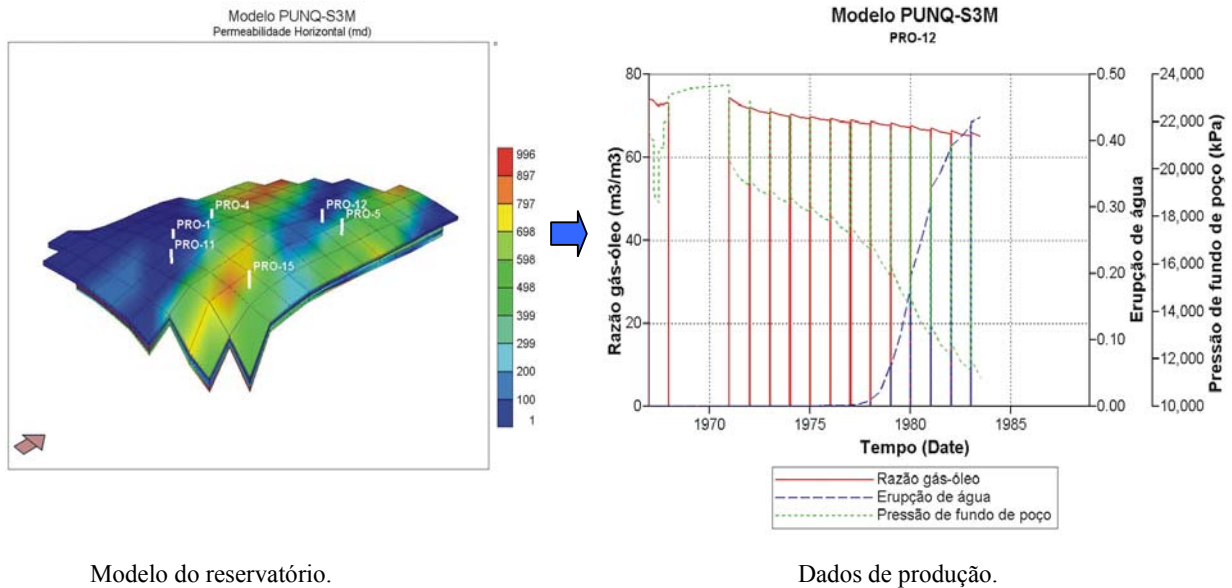 Modelo PUNQ-S3M
Permeabilidade Horizontal (md)
PRO-4
PRO-12
PRO-1
PRO-5
PRO-11
PRO-15
996
897
797
698
598
498
399
299
200
100
1
Modelo PUNQ-S3M
PRO-12
Razão gás-óleo (m3/m3)
80
60
40
20
0
0.50
0.40
0.30
0.20
0.10
0.00
Erupção de água
24,000
22,000
20,000
18,000
16,000
14,000
12,000
10,000
Pressão de fundo de poço (kPa)
1970
1975
1980
1985
Tempo (Date)
Razão gás-óleo
Erupção de água
Pressão de fundo de poço
Modelo do reservatório.
Dados de produção.